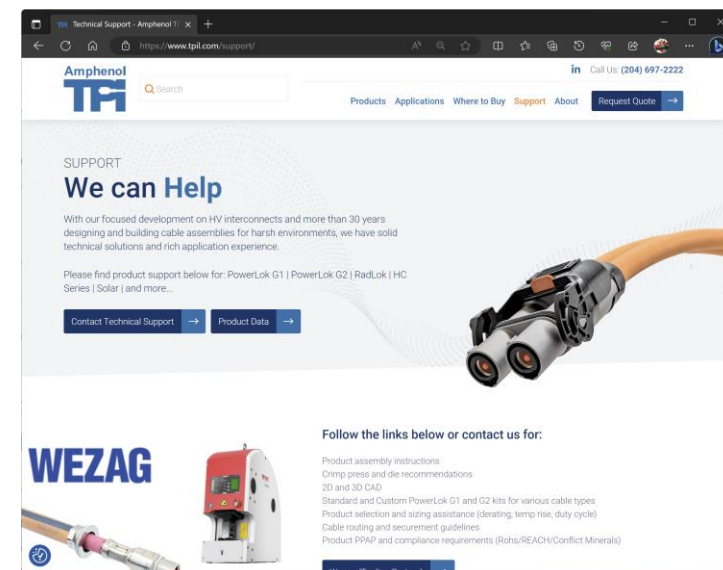 Technical Support - Amphenol T
https://www.tpil.com/support/
Amphenol
TPI
Search
in Call Us: (204) 697-2222
Products Applications Where to Buy Support About Request Quote →
SUPPORT
We can Help
With our focused development on HV interconnects and more than 30 years
designing and building cable assemblies for harsh environments, we have solid
technical solutions and rich application experience.
Please find product support below for: PowerLok G1 | PowerLok G2 | RadLok | HC
Series | Solar | and more...
Contact Technical Support → Product Data →
WEZAG
Follow the links below or contact us for:
Product assembly instructions
Crimp press and die recommendations
2D and 3D CAD
Standard and Custom PowerLok G1 and G2 kits for various cable types
Product selection and sizing assistance (derating, temp rise, duty cycle)
Cable routing and securement guidelines
Product PPAP and compliance requirements (Rohs/REACH/Conflict Minerals)